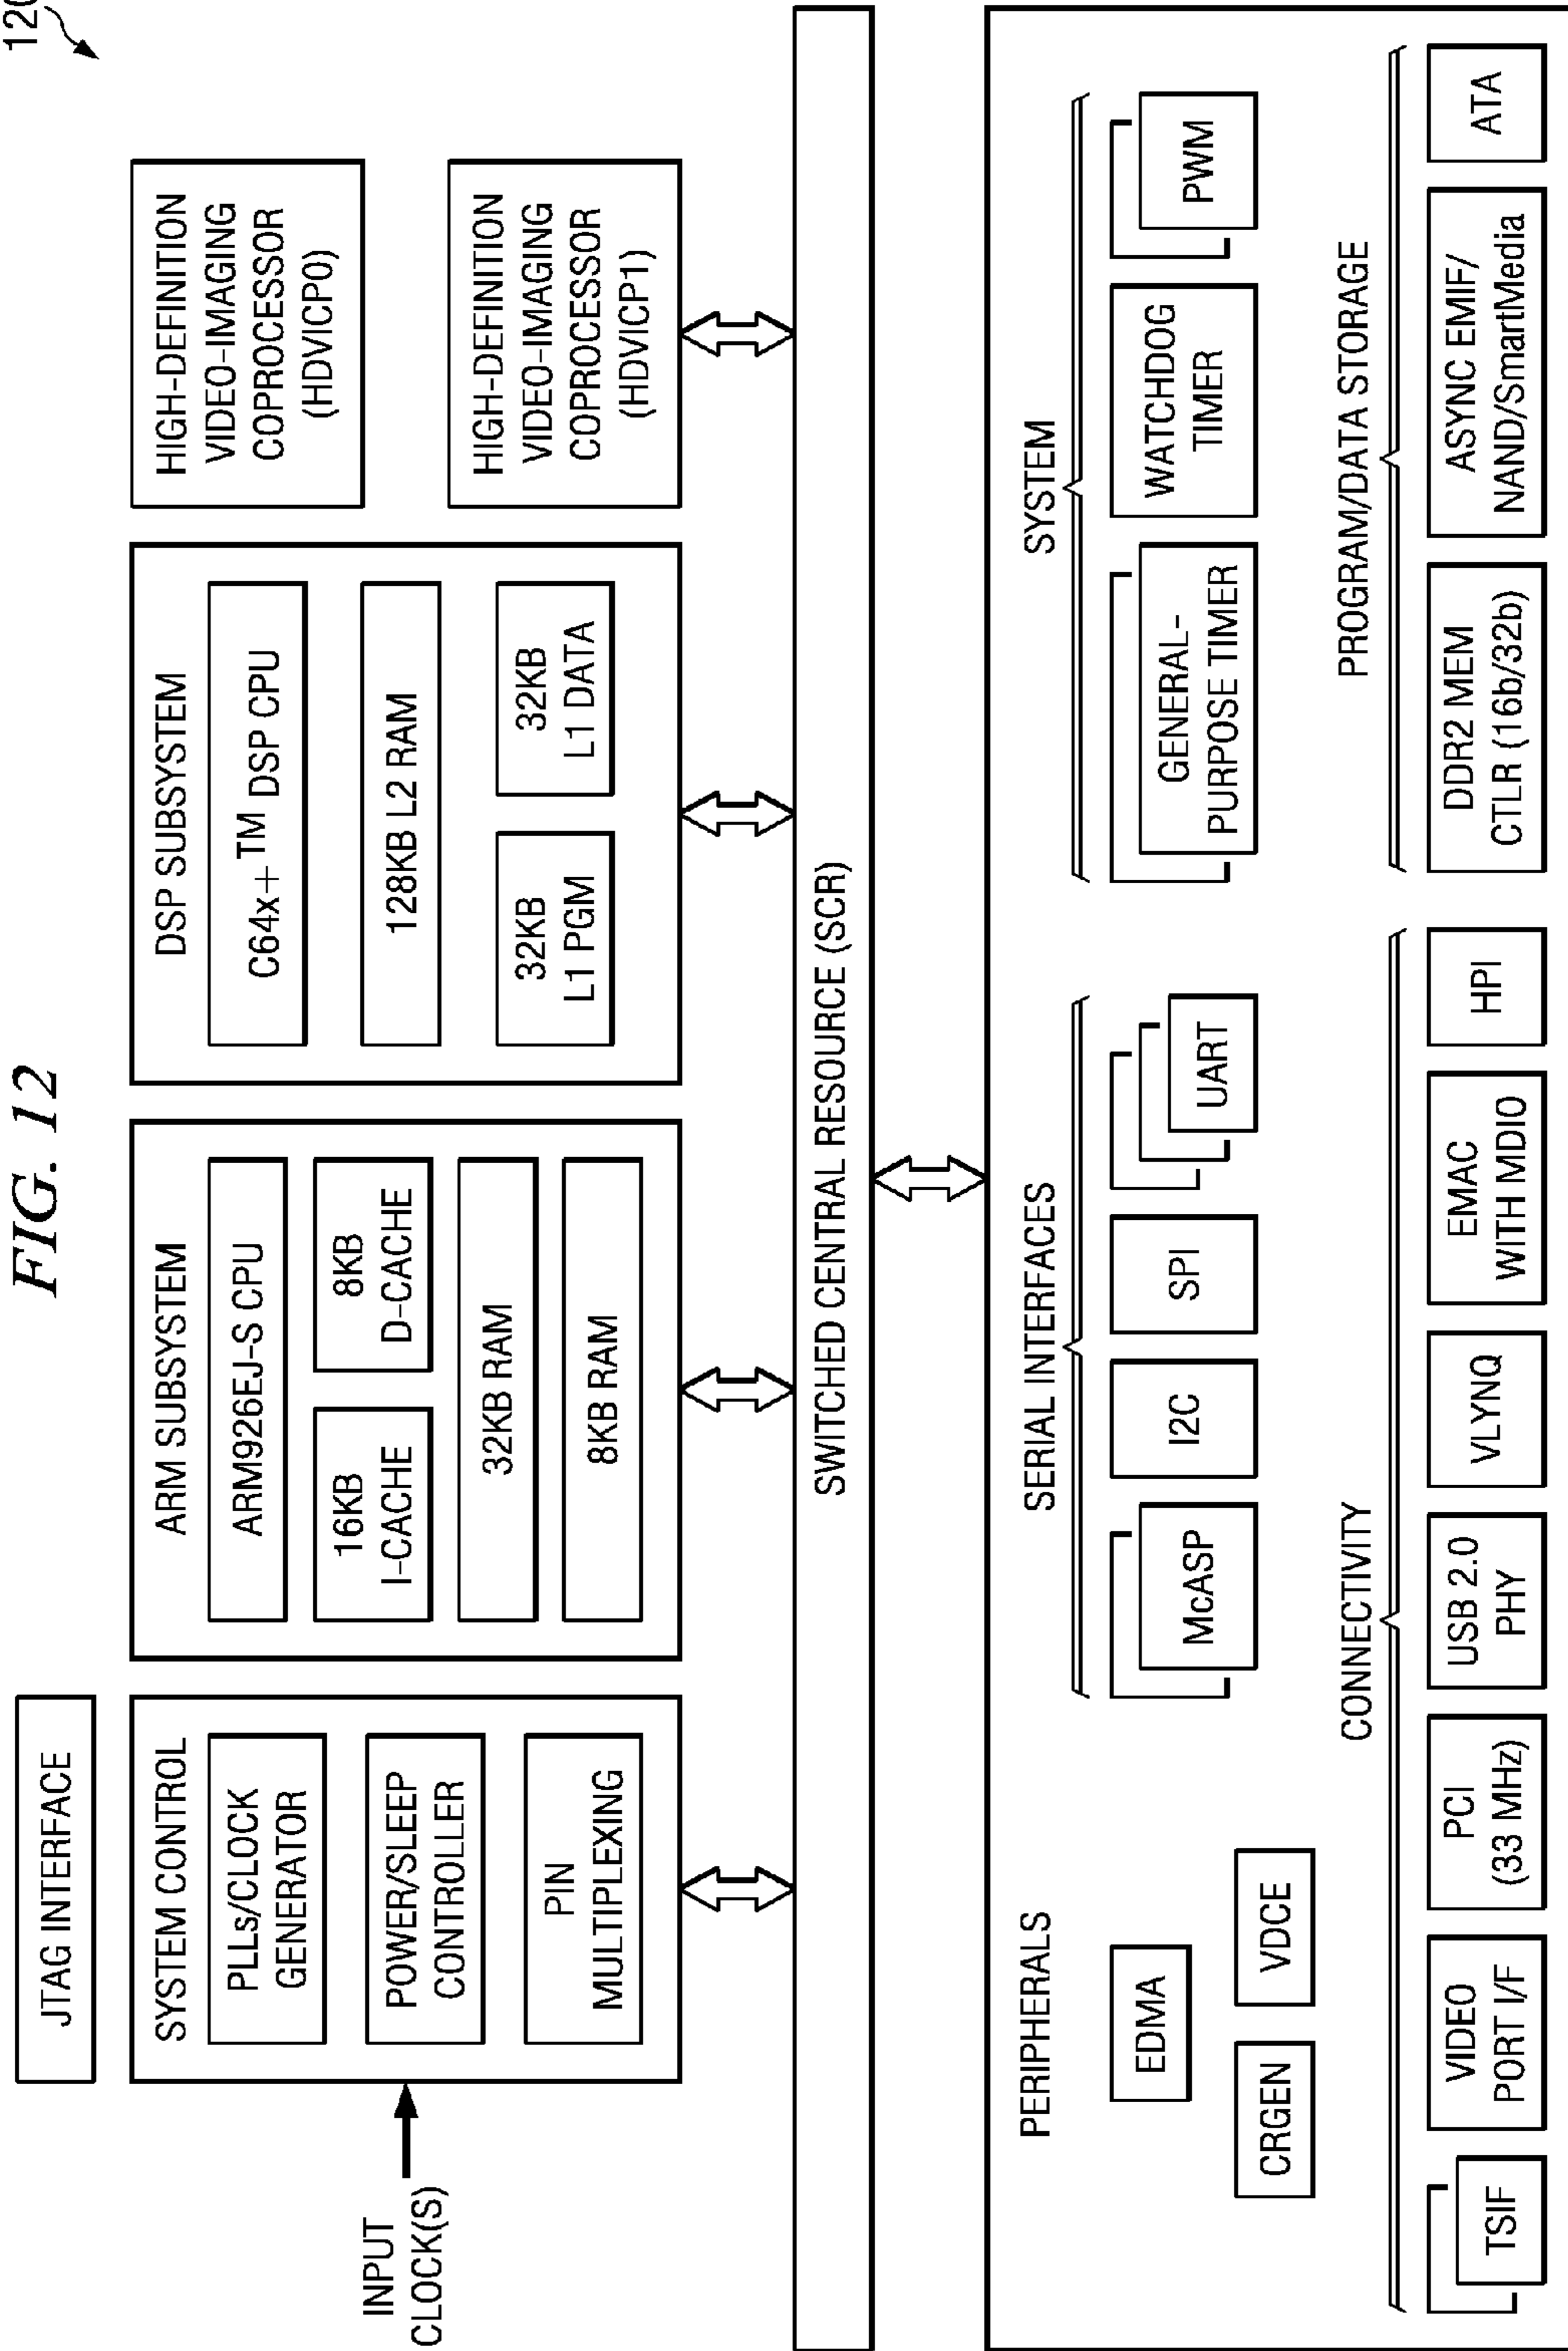 FIG. 12
JTAG INTERFACE
INPUT
CLOCK(S)
SYSTEM CONTROL
PLLs/CLOCK
GENERATOR
POWER/SLEEP
CONTROLLER
PIN
MULTIPLEXING
ARM SUBSYSTEM
ARM926EJ-S CPU
16KB
I-CACHE
8KB
D-CACHE
32KB RAM
8KB RAM
DSP SUBSYSTEM
C64x+™ DSP CPU
128KB L2 RAM
32KB
L1 PGM
32KB
L1 DATA
HIGH-DEFINITION
VIDEO-IMAGING
COPROCESSOR
(HDVICP0)
HIGH-DEFINITION
VIDEO-IMAGING
COPROCESSOR
(HDVICP1)
SWITCHED CENTRAL RESOURCE (SCR)
PERIPHERALS
EDMA
CRGEN
VDCE
SERIAL INTERFACES
McASP
I2C
SPI
UART
SYSTEM
GENERAL-
PURPOSE TIMER
WATCHDOG
TIMER
PWM
CONNECTIVITY
TSIF
VIDEO
PORT I/F
PCI
(33 MHz)
USB 2.0
PHY
VLYNQ
EMAC
WITH MDIO
HPI
PROGRAM/DATA STORAGE
DDR2 MEM
CTLR (16b/32b)
ASYNC EMIF/
NAND/SmartMedia
ATA